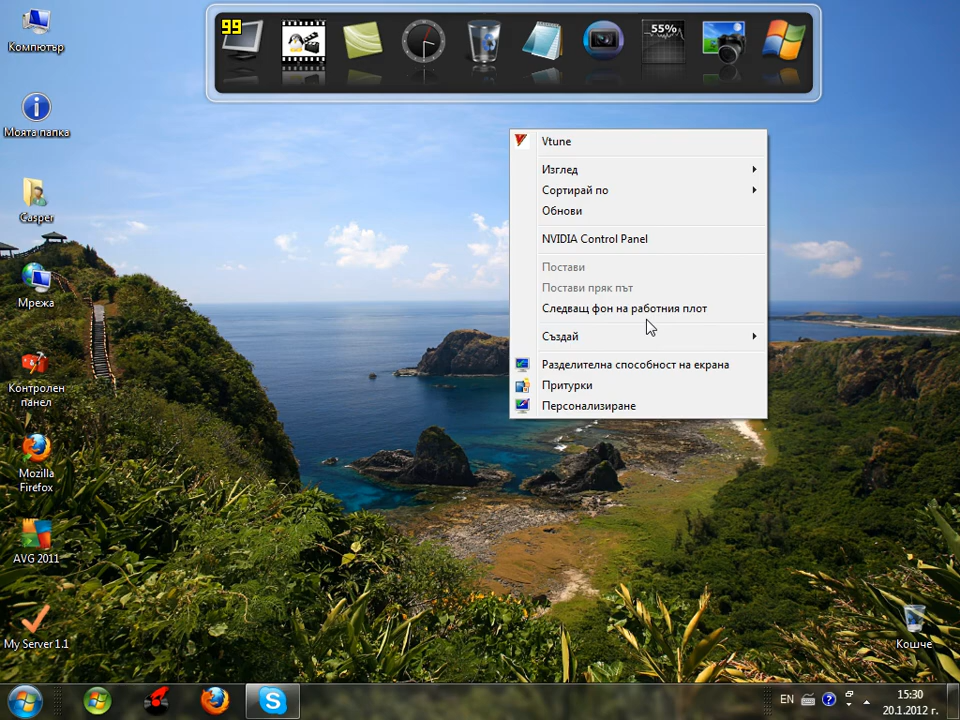 99
55%
Компютър
Моята папка
Casper
Мрежа
Контролен
панел
Mozilla
Firefox
AVG 2011
My Server 1.1
Vtune
Изглед
Сортирай по
Обнови
NVIDIA Control Panel
Постави
Постави пряк път
Следващ фон на работния плот
Създай
Разделителна способност на екрана
Притурки
Персонализиране
Кошче
EN
15:30
20.1.2012 г.